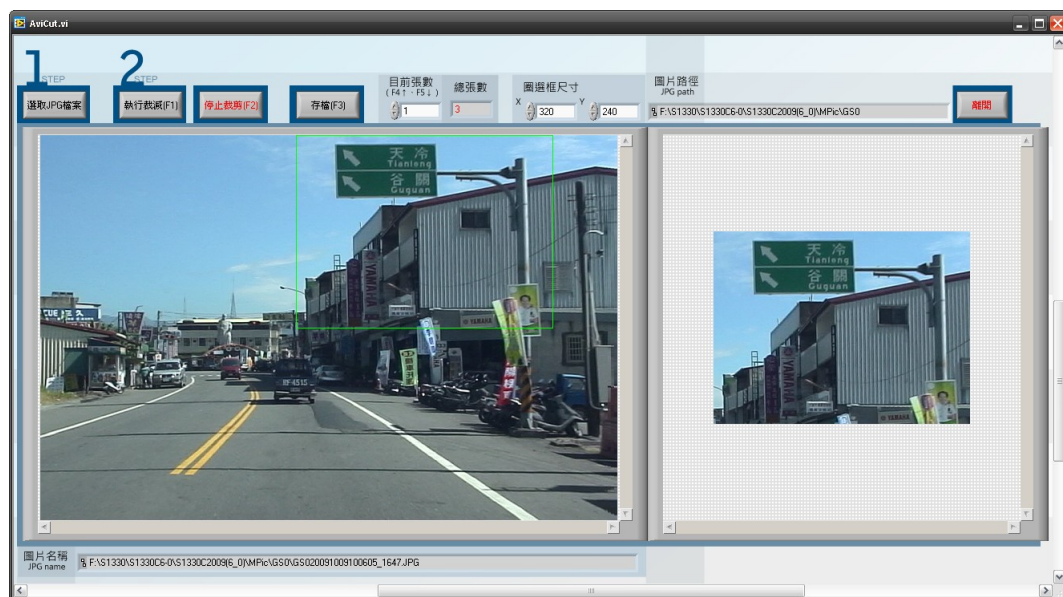 AviCut.vi
1
STEP
2
STEP
選取JPG檔案
執行裁減(F1)
停止裁剪(F2)
存檔(F3)
目前張數
(F4↑‧F5↓)
1
總張數
3
圈選框尺寸
X 320
Y 240
圖片路徑
JPG path
F:\S1330\S1330C6-0\S1330C2009(6_0)\MPic\GS0
離開
天冷
Tianleng
谷關
Guguan
YAMAHA
YAMAHA
天冷
Tianleng
谷關
Guguan
YAMAHA
YAMAHA
圖片名稱
JPG name
F:\S1330\S1330C6-0\S1330C2009(6_0)\MPic\GS0\GS020091009100605_1647.JPG